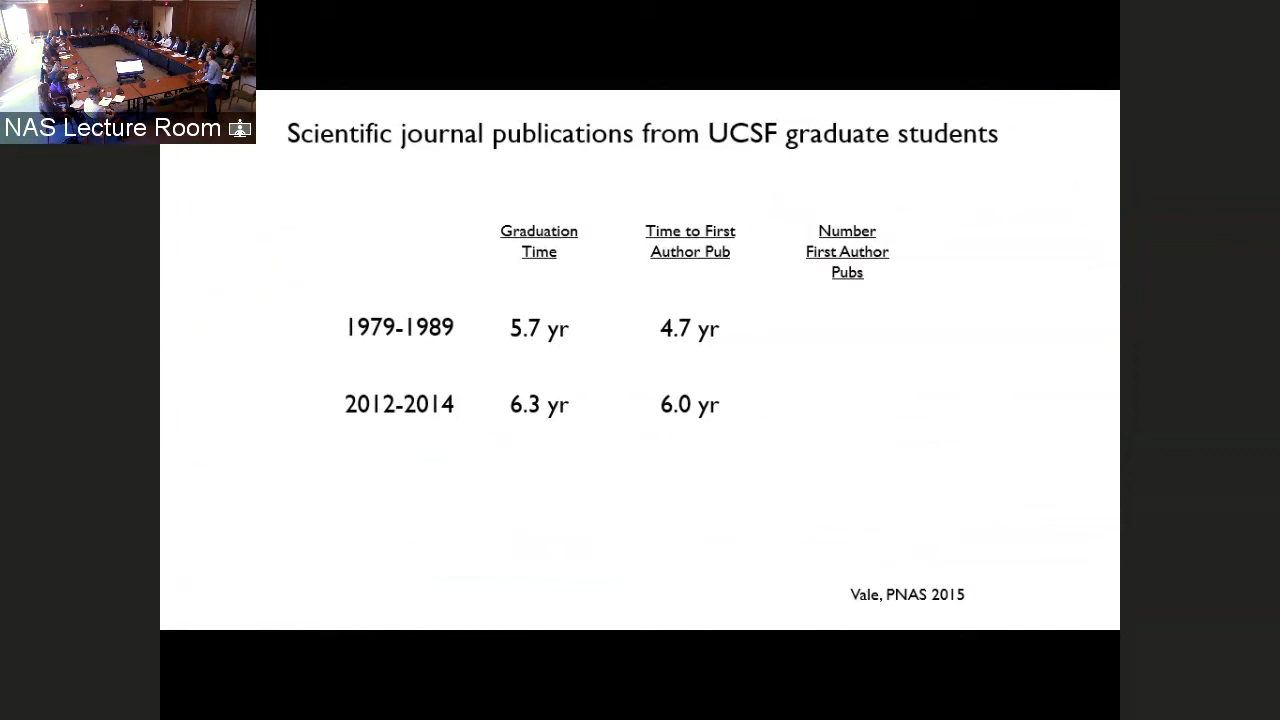 NAS Lecture Room
Scientific journal publications from UCSF graduate students
Graduation
Time
Time to First
Author Pub
Number
First Author
Pubs
1979-1989 5.7 yr 4.7 yr
2012-2014 6.3 yr 6.0 yr
Vale, PNAS 2015